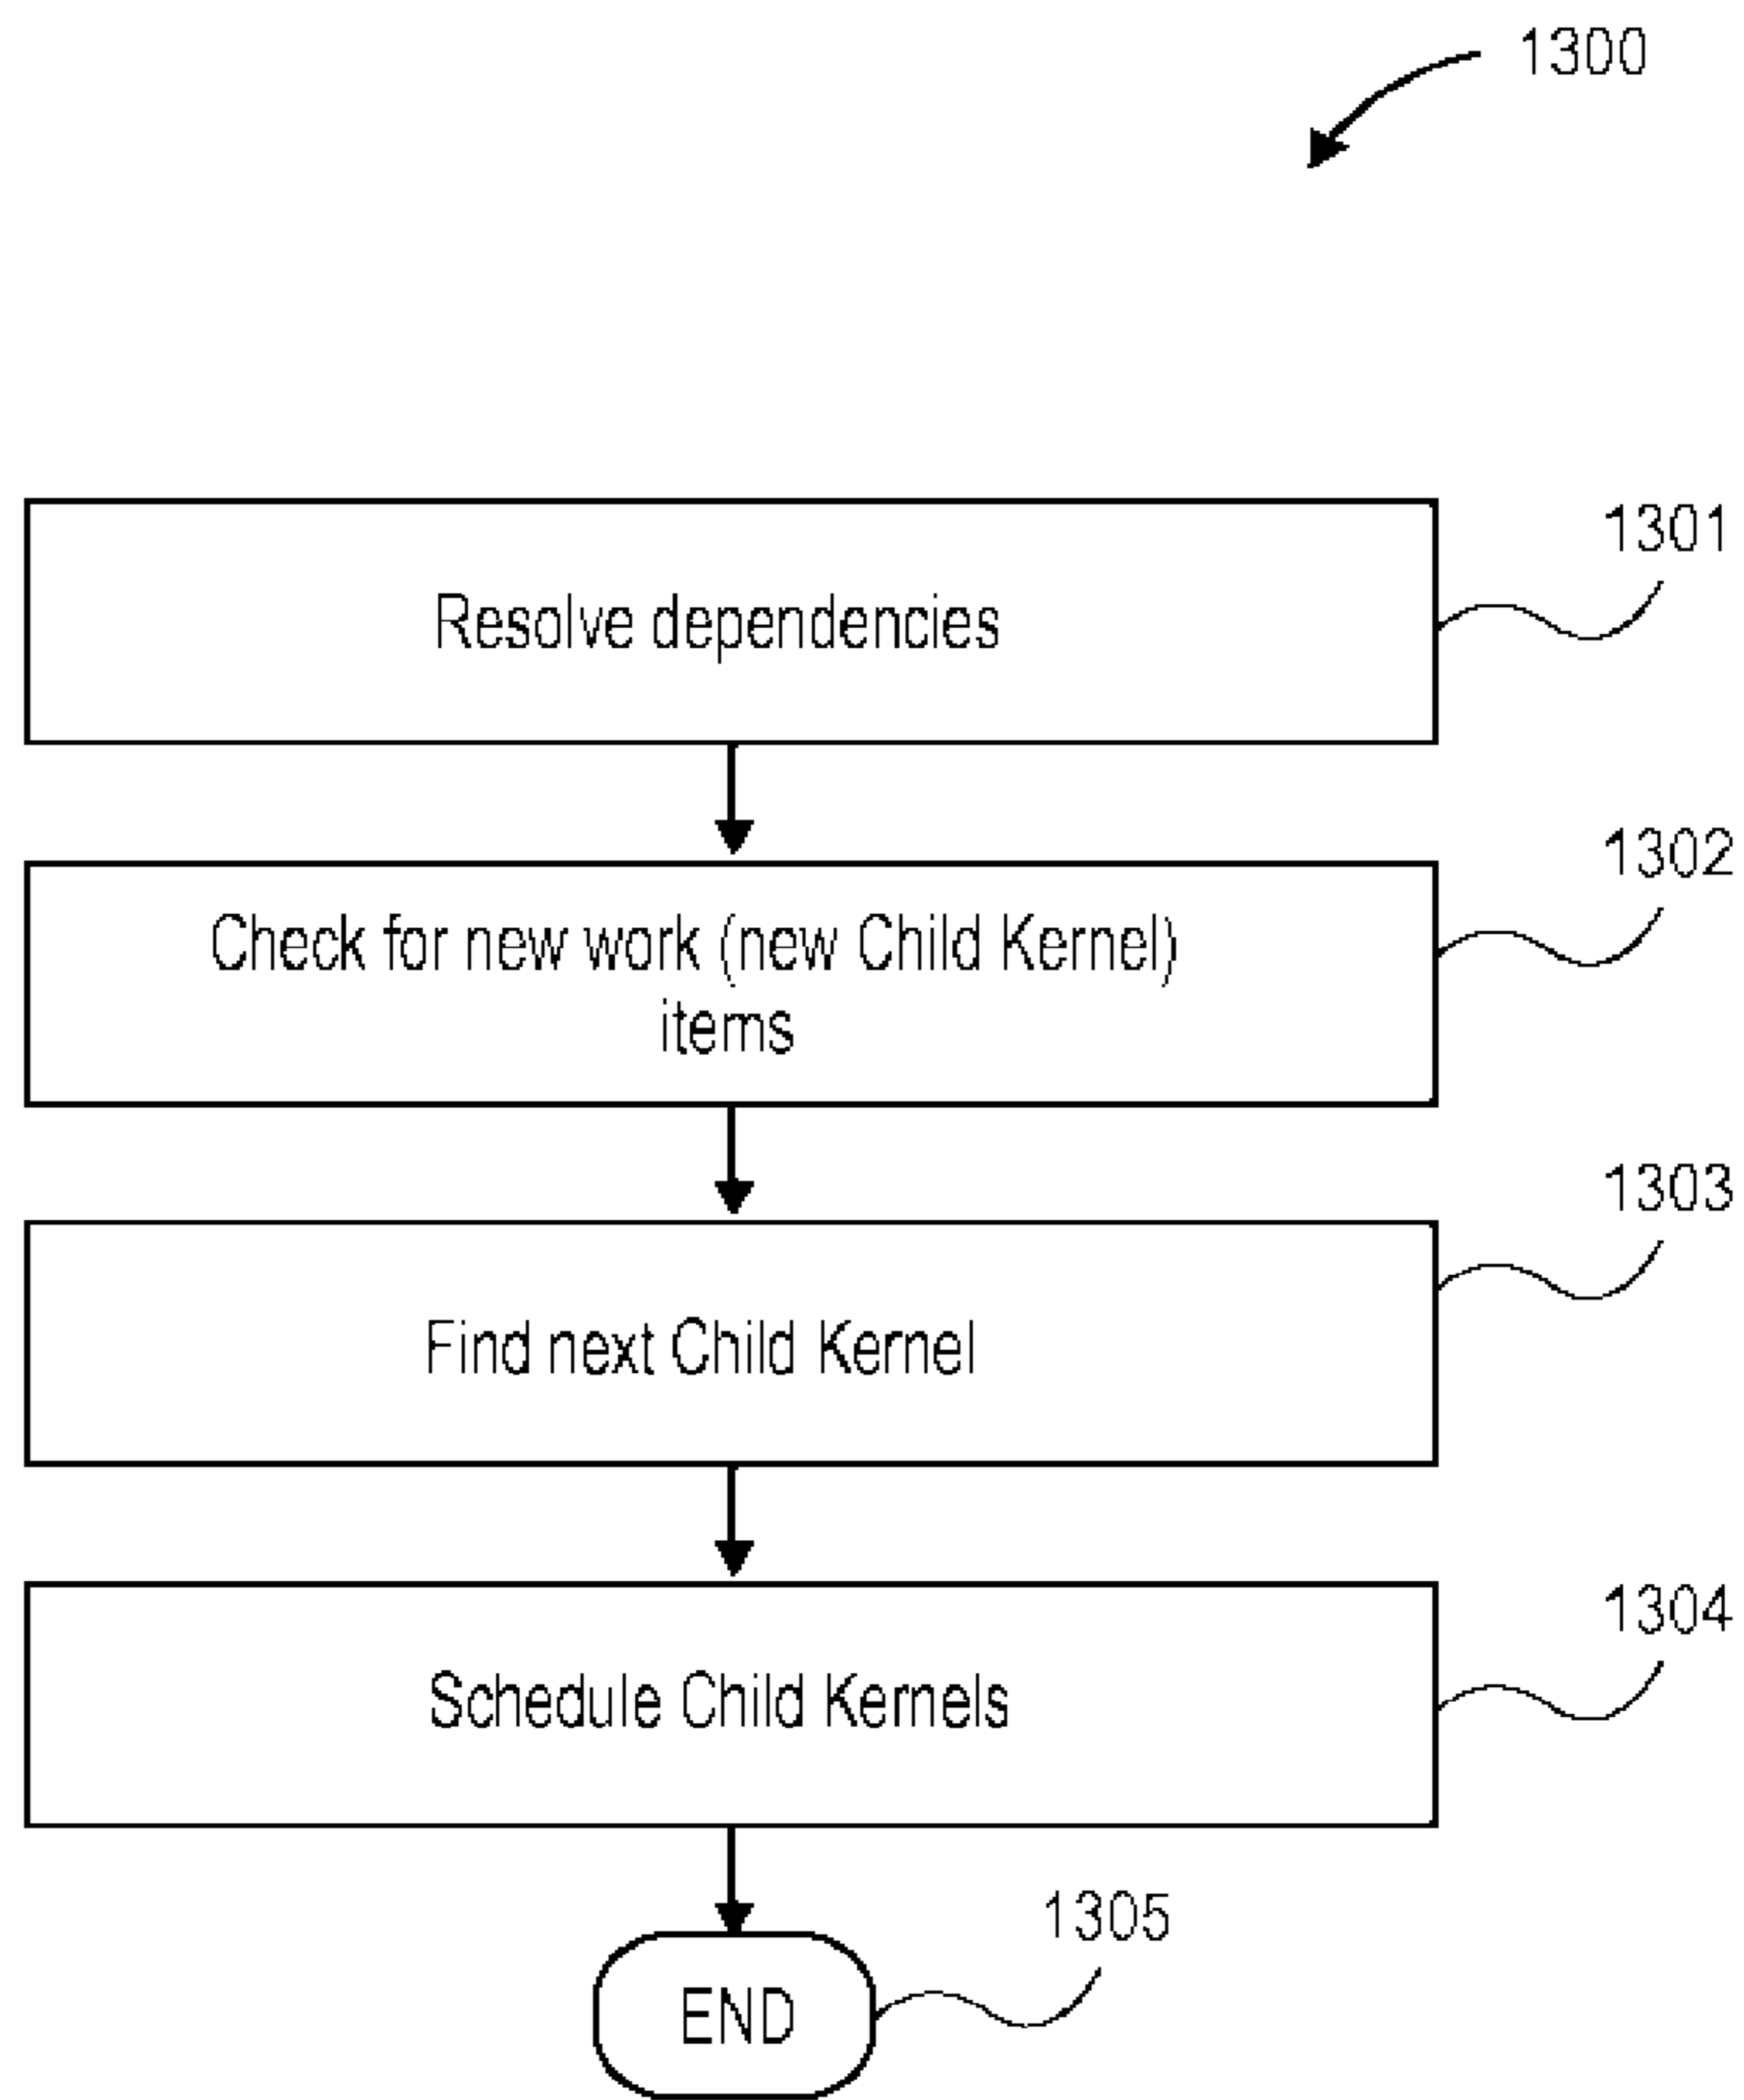 1300
1301
Resolve dependencies
1302
Check for new work (new Child Kernel)
items
1303
Find next Child Kernel
1304
Schedule Child Kernels
1305
END